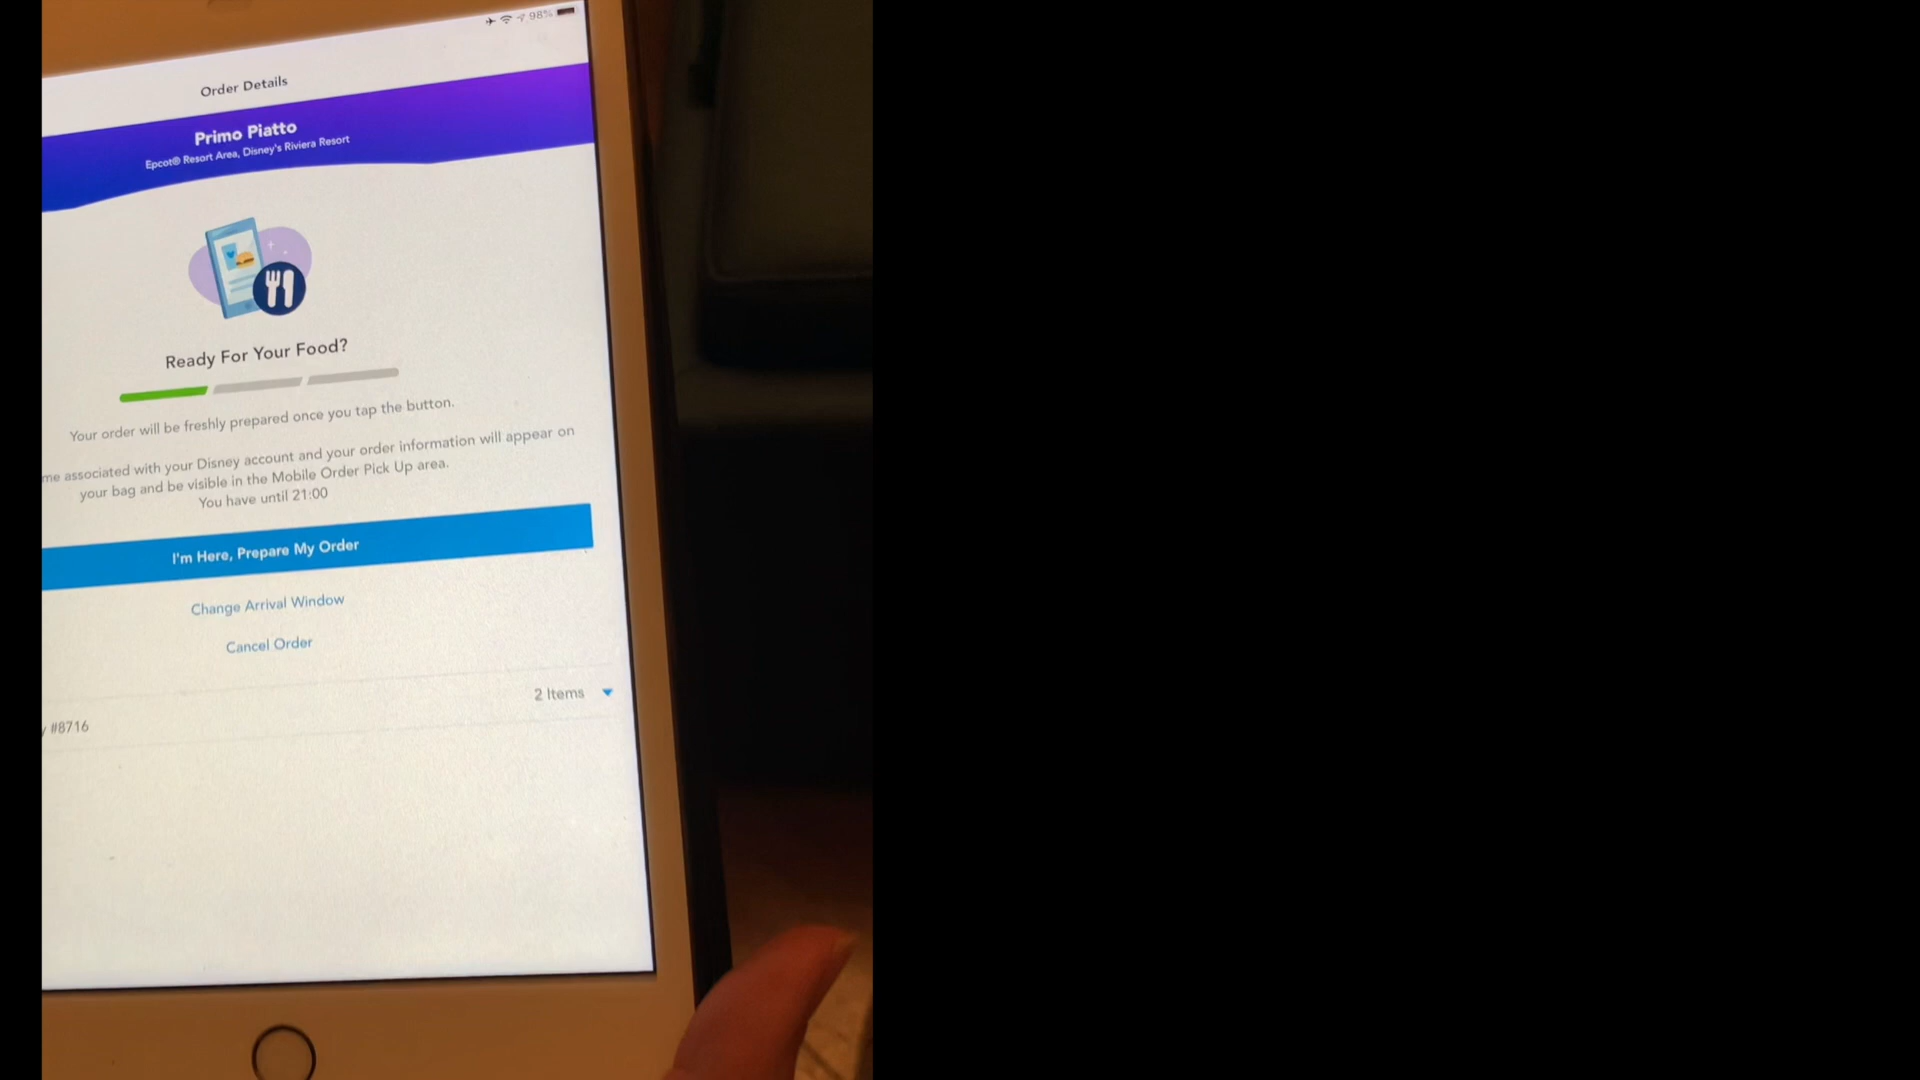 98%
Order Details
Primo Piatto
Epcot® Resort Area, Disney's Riviera Resort
Ready For Your Food?
Your order will be freshly prepared once you tap the button.
me associated with your Disney account and your order information will appear on
your bag and be visible in the Mobile Order Pick Up area.
You have until 21:00
I'm Here, Prepare My Order
Change Arrival Window
Cancel Order
2 Items
#8716